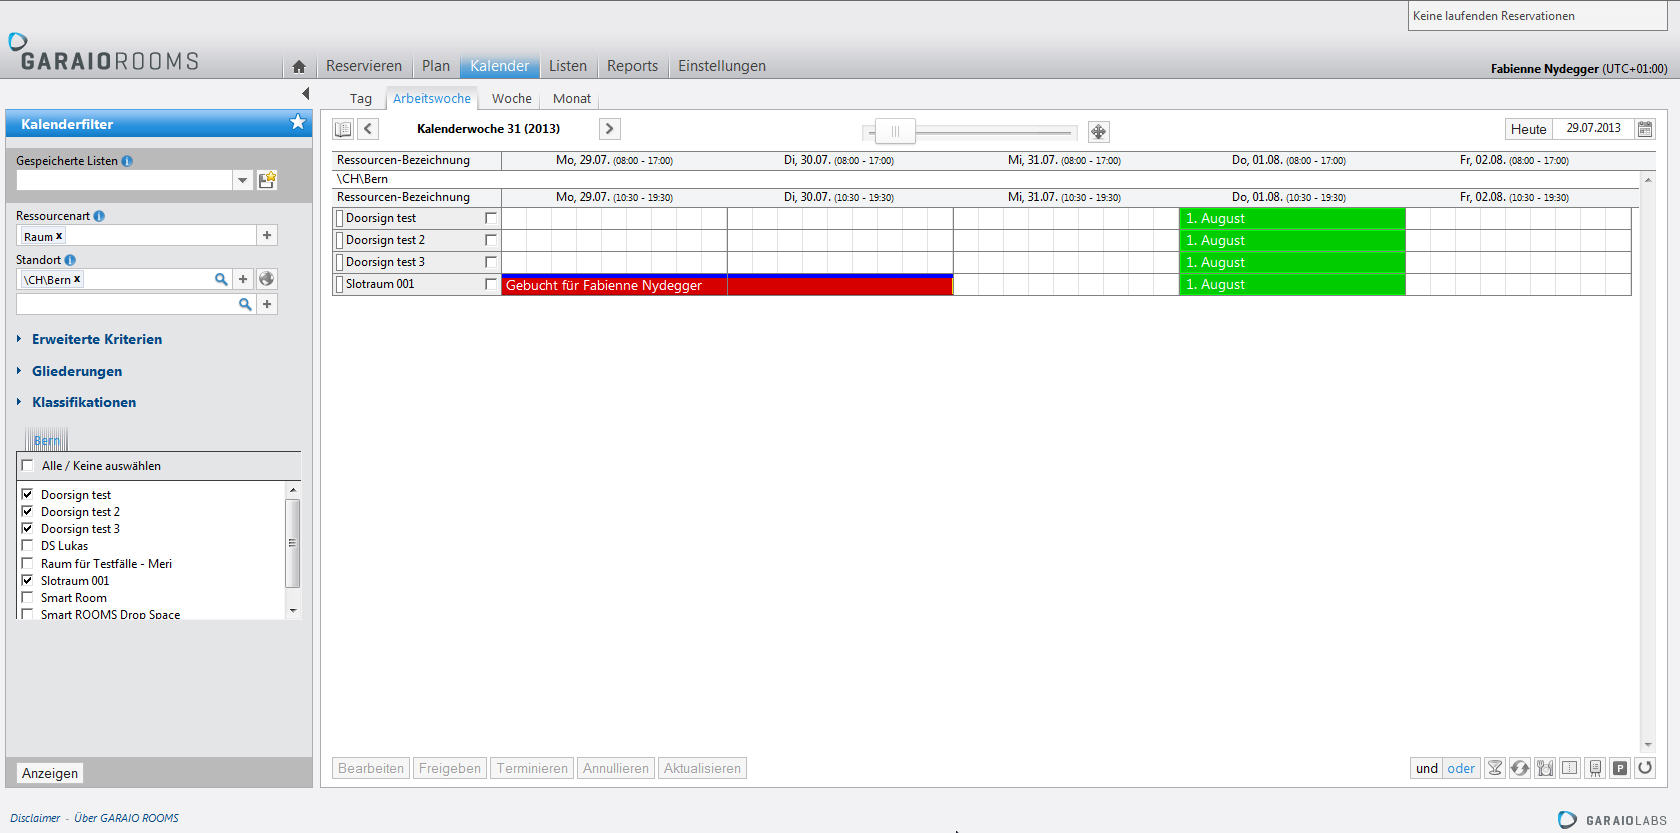 Keine laufenden Reservationen
GARAIOROOMS
Reservieren Plan Kalender Listen Reports Einstellungen
Fabienne Nydegger (UTC+01:00)
Tag Arbeitswoche Woche Monat
Kalenderfilter
Gespeicherte Listen
Ressourcenart
Raum x
Standort
\CH\Bern x
Erweiterte Kriterien
Gliederungen
Klassifikationen
Bern
Alle / Keine auswählen
Doorsign test
Doorsign test 2
Doorsign test 3
DS Lukas
Raum für Testfälle - Meri
Slotraum 001
Smart Room
Smart ROOMS Drop Space
Anzeigen
Kalenderwoche 31 (2013)
Heute 29.07.2013
Ressourcen-Bezeichnung Mo, 29.07. (08:00 - 17:00) Di, 30.07. (08:00 - 17:00) Mi, 31.07. (08:00 - 17:00) Do, 01.08. (08:00 - 17:00) Fr, 02.08. (08:00 - 17:00)
\CH\Bern
Ressourcen-Bezeichnung Mo, 29.07. (10:30 - 19:30) Di, 30.07. (10:30 - 19:30) Mi, 31.07. (10:30 - 19:30) Do, 01.08. (10:30 - 19:30) Fr, 02.08. (10:30 - 19:30)
Doorsign test 1. August
Doorsign test 2 1. August
Doorsign test 3 1. August
Slotraum 001 Gebucht für Fabienne Nydegger 1. August
Bearbeiten Freigeben Terminieren Annullieren Aktualisieren
und oder P
Disclaimer - Über GARAIO ROOMS
GARAIOLABS